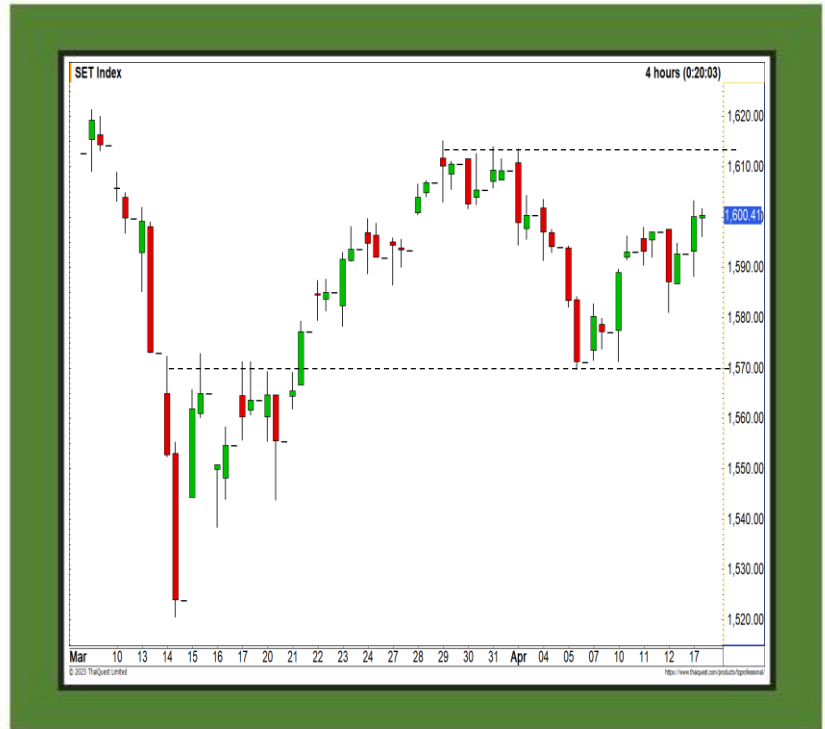 SET Index
4 hours (0:20:03)
1,620.00
1,610.00
1,600.41
1,590.00
1,580.00
1,570.00
1,560.00
1,550.00
1,540.00
1,530.00
1,520.00
Mar 10 13 14 15 16 17 20 21 22 23 24 27 28 29 30 31 Apr 04 05 07 10 11 12 17
© 2023 ThaiQuest Limited
https://www.thaiquest.com/products/topprofessional/